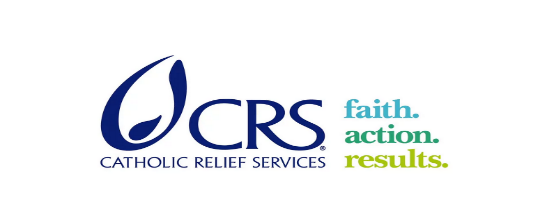 CRS®
CATHOLIC RELIEF SERVICES
faith.
action.
results.